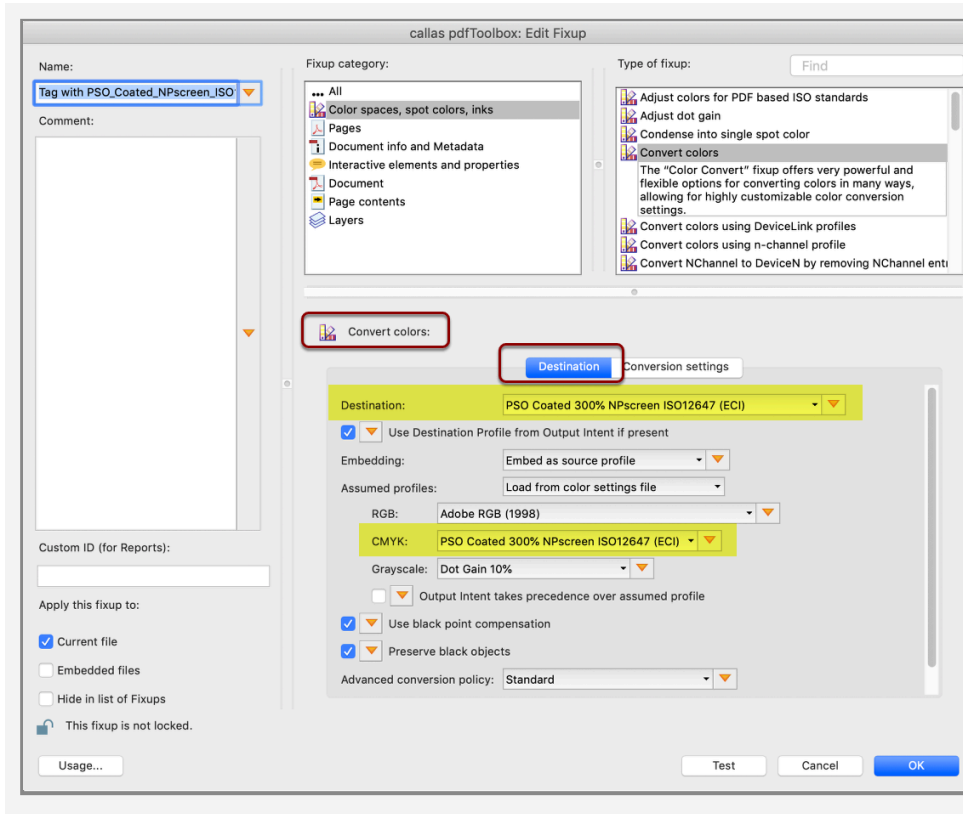 callas pdfToolbox: Edit Fixup
Name:
Tag with PSO_Coated_NPscreen_ISO
Comment:
Custom ID (for Reports):
Apply this fixup to:
Current file
Embedded files
Hide in list of Fixups
This fixup is not locked.
Usage...
Fixup category:
... All
Color spaces, spot colors, inks
Pages
Document info and Metadata
Interactive elements and properties
Document
Page contents
Layers
Type of fixup:
Find
Adjust colors for PDF based ISO standards
Adjust dot gain
Condense into single spot color
Convert colors
The “Color Convert” fixup offers very powerful and
flexible options for converting colors in many ways,
allowing for highly customizable color conversion
settings.
Convert colors using DeviceLink profiles
Convert colors using n-channel profile
Convert NChannel to DeviceN by removing NChannel entr
Convert colors:
Destination
Conversion settings
Destination: PSO Coated 300% NPscreen ISO12647 (ECI)
Use Destination Profile from Output Intent if present
Embedding: Embed as source profile
Assumed profiles: Load from color settings file
RGB: Adobe RGB (1998)
CMYK: PSO Coated 300% NPscreen ISO12647 (ECI)
Grayscale: Dot Gain 10%
Output Intent takes precedence over assumed profile
Use black point compensation
Preserve black objects
Advanced conversion policy: Standard
Test
Cancel
OK